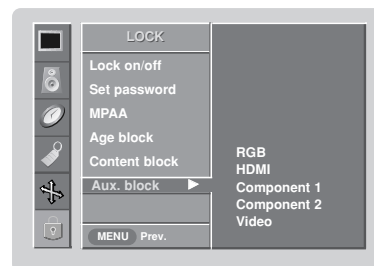 LOCK
Lock on/off
Set password
MPAA
Age block
Content block
Aux. block
MENU Prev.
RGB
HDMI
Component 1
Component 2
Video